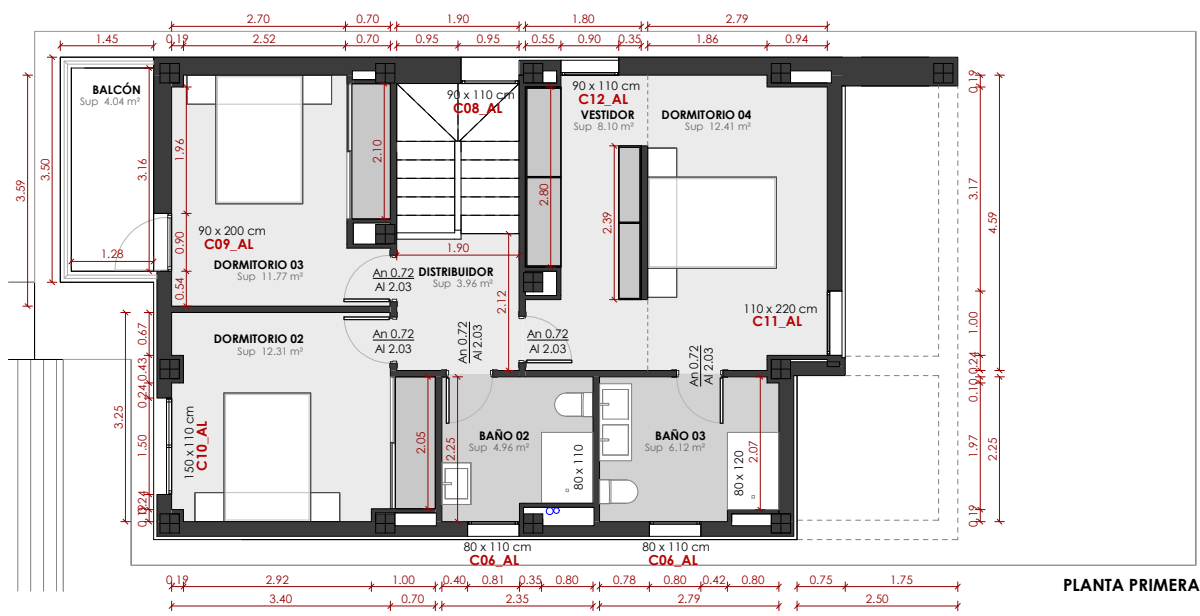 2.70
0.70
1.90
1.80
2.79
1.45
0.19
2.52
0.70
0.95
0.95
0.55
0.90
0.35
1.86
0.94
BALCÓN
Sup 4.04 m²
90 x 110 cm
C08_AL
90 x 110 cm
C12_AL
VESTIDOR
Sup 8.10 m²
DORMITORIO 04
Sup 12.41 m²
0.19
3.59
3.50
3.16
1.96
2.10
2.80
2.39
3.17
4.59
90 x 200 cm
C09_AL
0.90
1.28
1.90
DORMITORIO 03
Sup 11.77 m²
DISTRIBUIDOR
Sup 3.96 m²
An 0.72
Al 2.03
0.54
2.12
110 x 220 cm
C11_AL
1.00
0.67
DORMITORIO 02
Sup 12.31 m²
An 0.72
Al 2.03
An 0.72
Al 2.03
An 0.72
Al 2.03
An 0.72
Al 2.03
0.43
0.24
0.24
0.10
3.25
150 x 110 cm
C10_AL
1.50
2.05
2.25
BAÑO 02
Sup 4.96 m²
80 x 110
BAÑO 03
Sup 6.12 m²
80 x 120
2.07
1.97
2.25
0.24
0.19
0.19
80 x 110 cm
C06_AL
80 x 110 cm
C06_AL
0.19
2.92
1.00
0.40
0.81
0.35
0.80
0.78
0.80
0.42
0.80
0.75
1.75
PLANTA PRIMERA
3.40
0.70
2.35
2.79
2.50